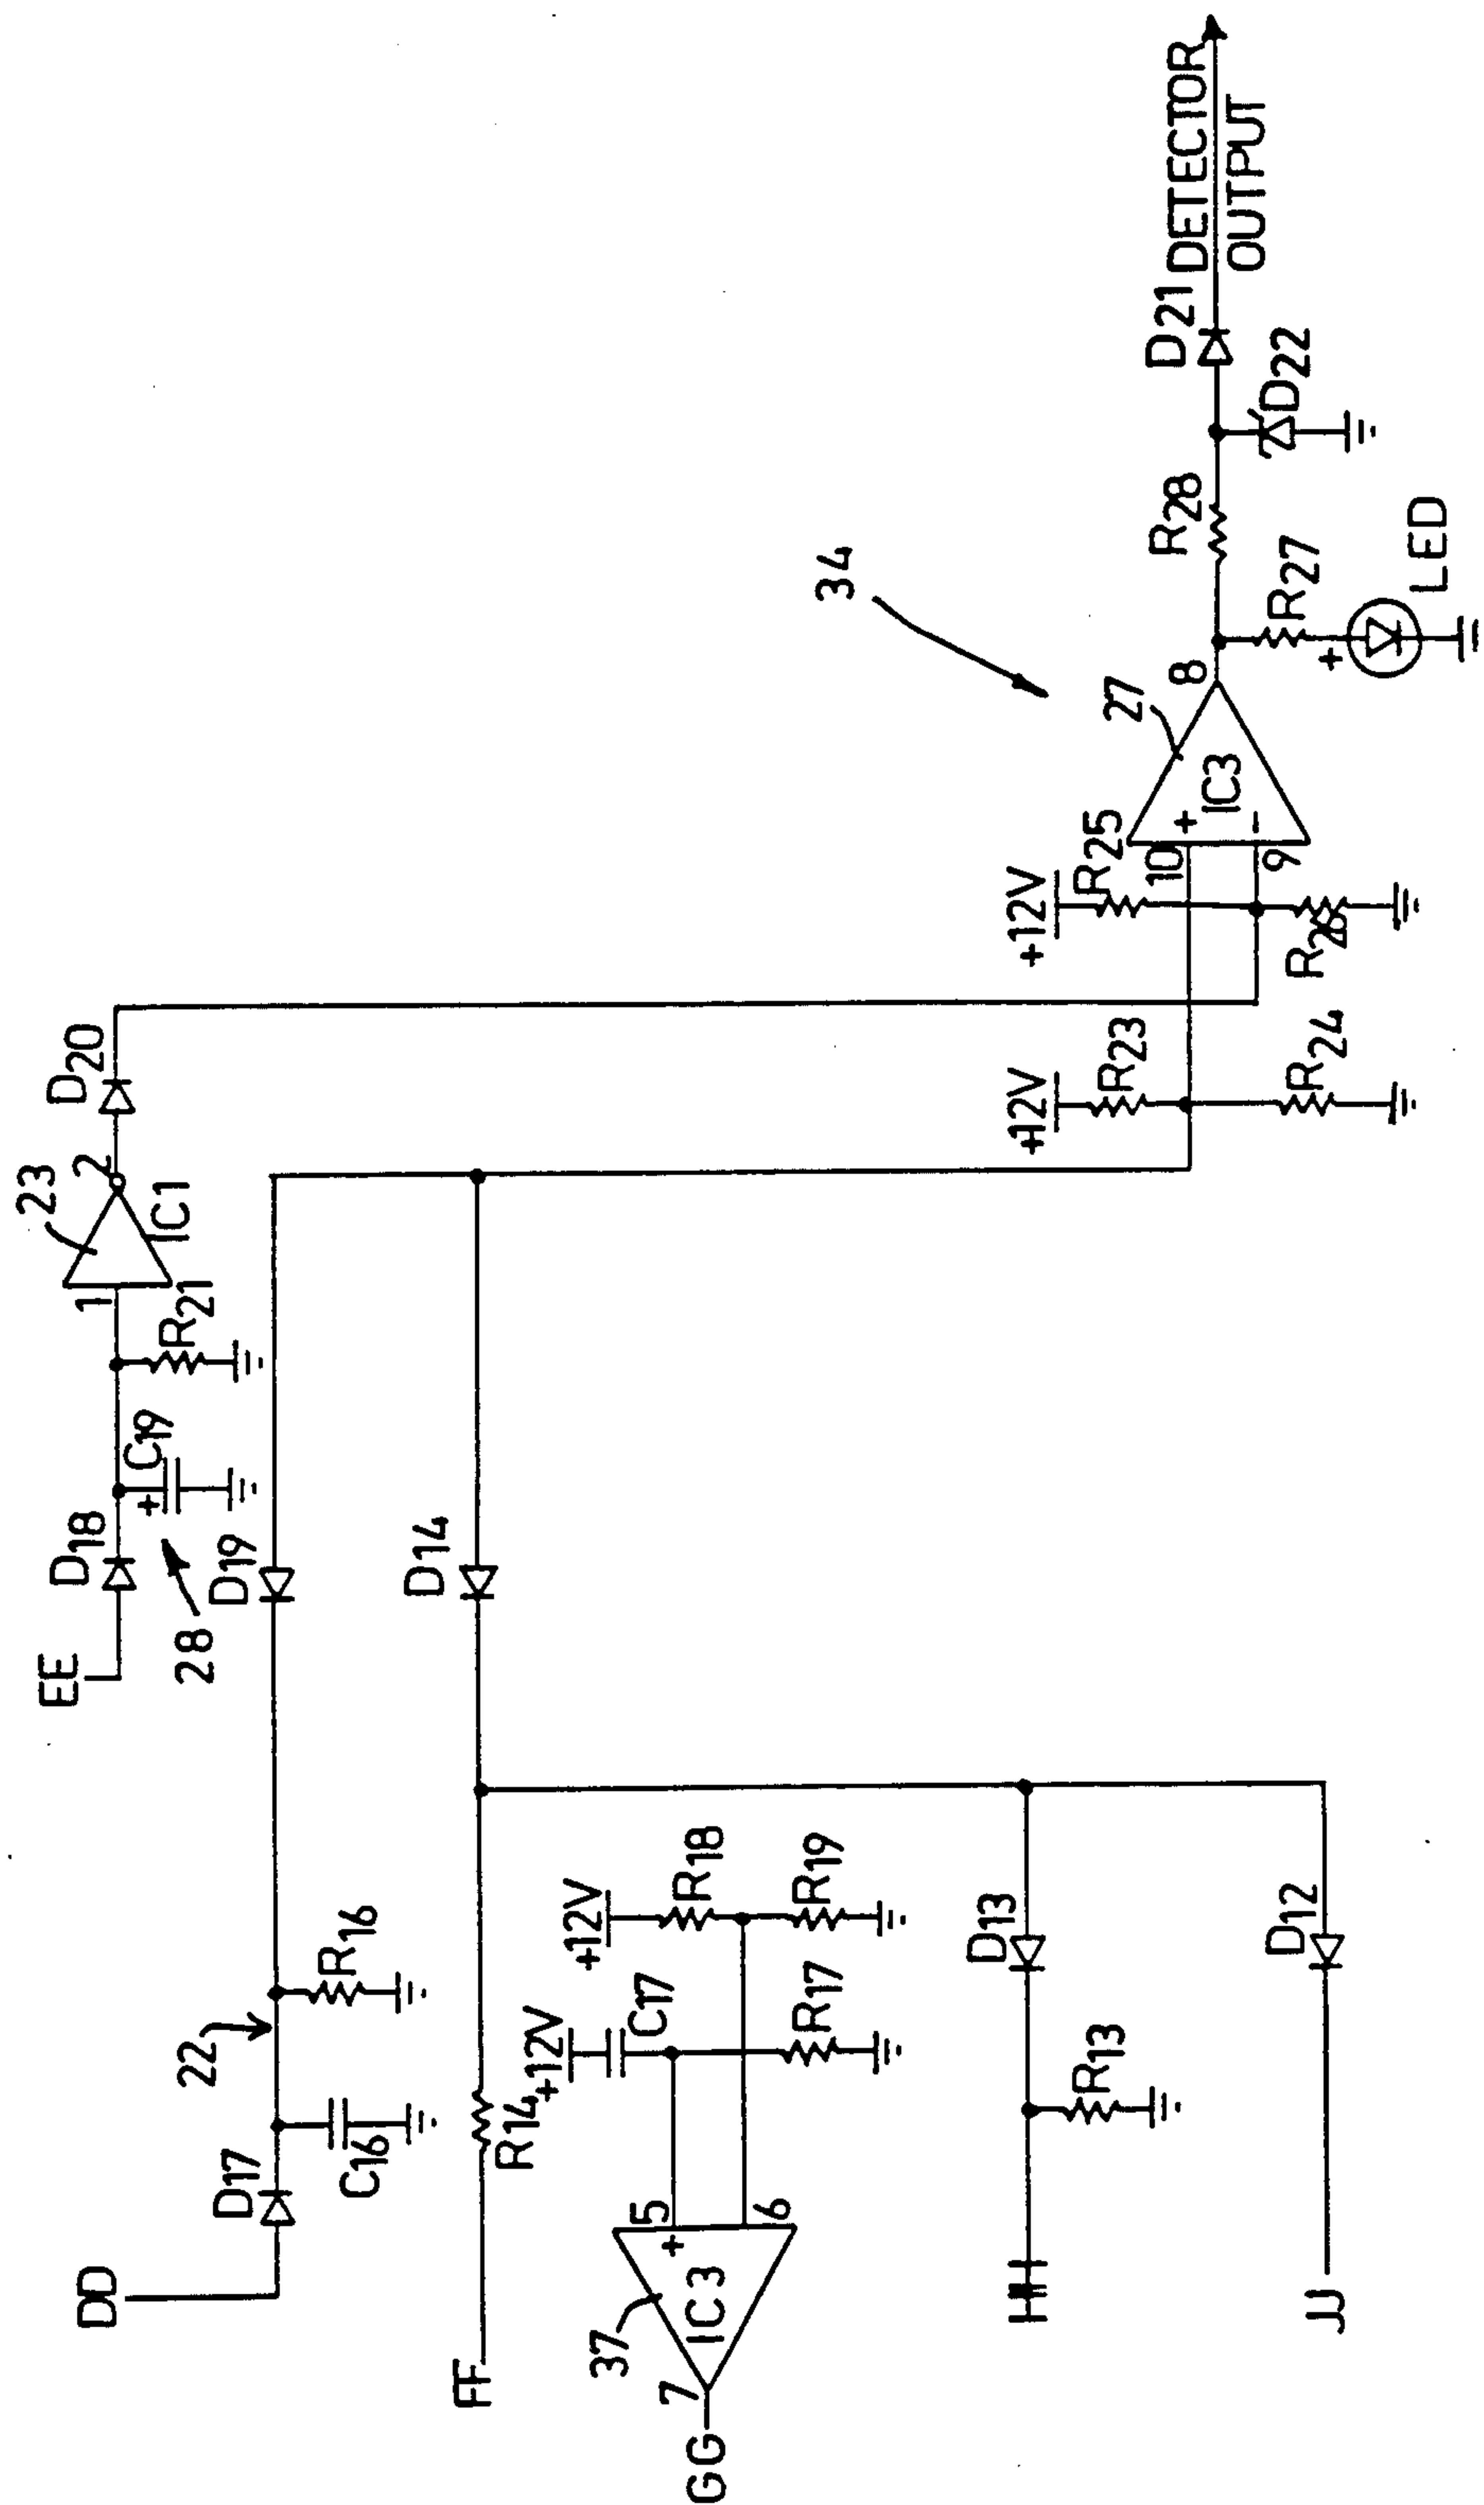 EE
D18
28
+
C19
1
R21
23
IC1
2
D20
DD
D17
C16
22
R16
D19
FF
R14
D14
GG
7
37
IC3
5
+
6
+12V
C17
R17
+12V
R18
R19
HH
R13
D13
JJ
D12
+12V
R23
R24
+12V
R25
10
+
-
9
IC3
27
8
34
R27
+
LED
R28
D22
D21
DETECTOR
OUTPUT